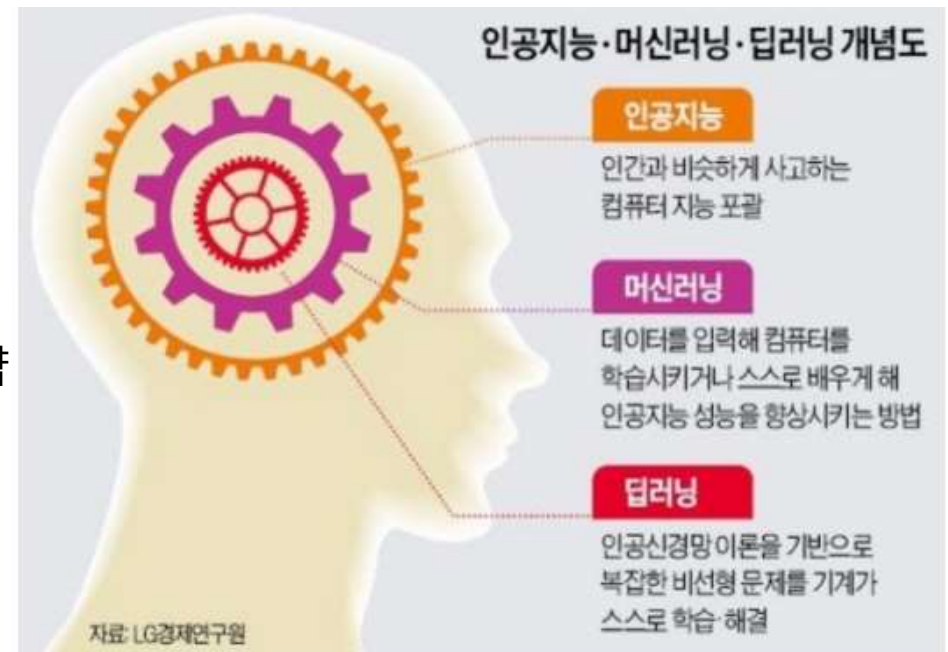 인공지능·머신러닝·딥러닝 개념도
인공지능
인간과 비슷하게 사고하는
컴퓨터 지능 포괄
머신러닝
데이터를 입력해 컴퓨터를
학습시키거나 스스로 배우게 해
인공지능 성능을 향상시키는 방법
딥러닝
인공신경망 이론을 기반으로
복잡한 비선형 문제를 기계가
스스로 학습·해결
자료: LG경제연구원